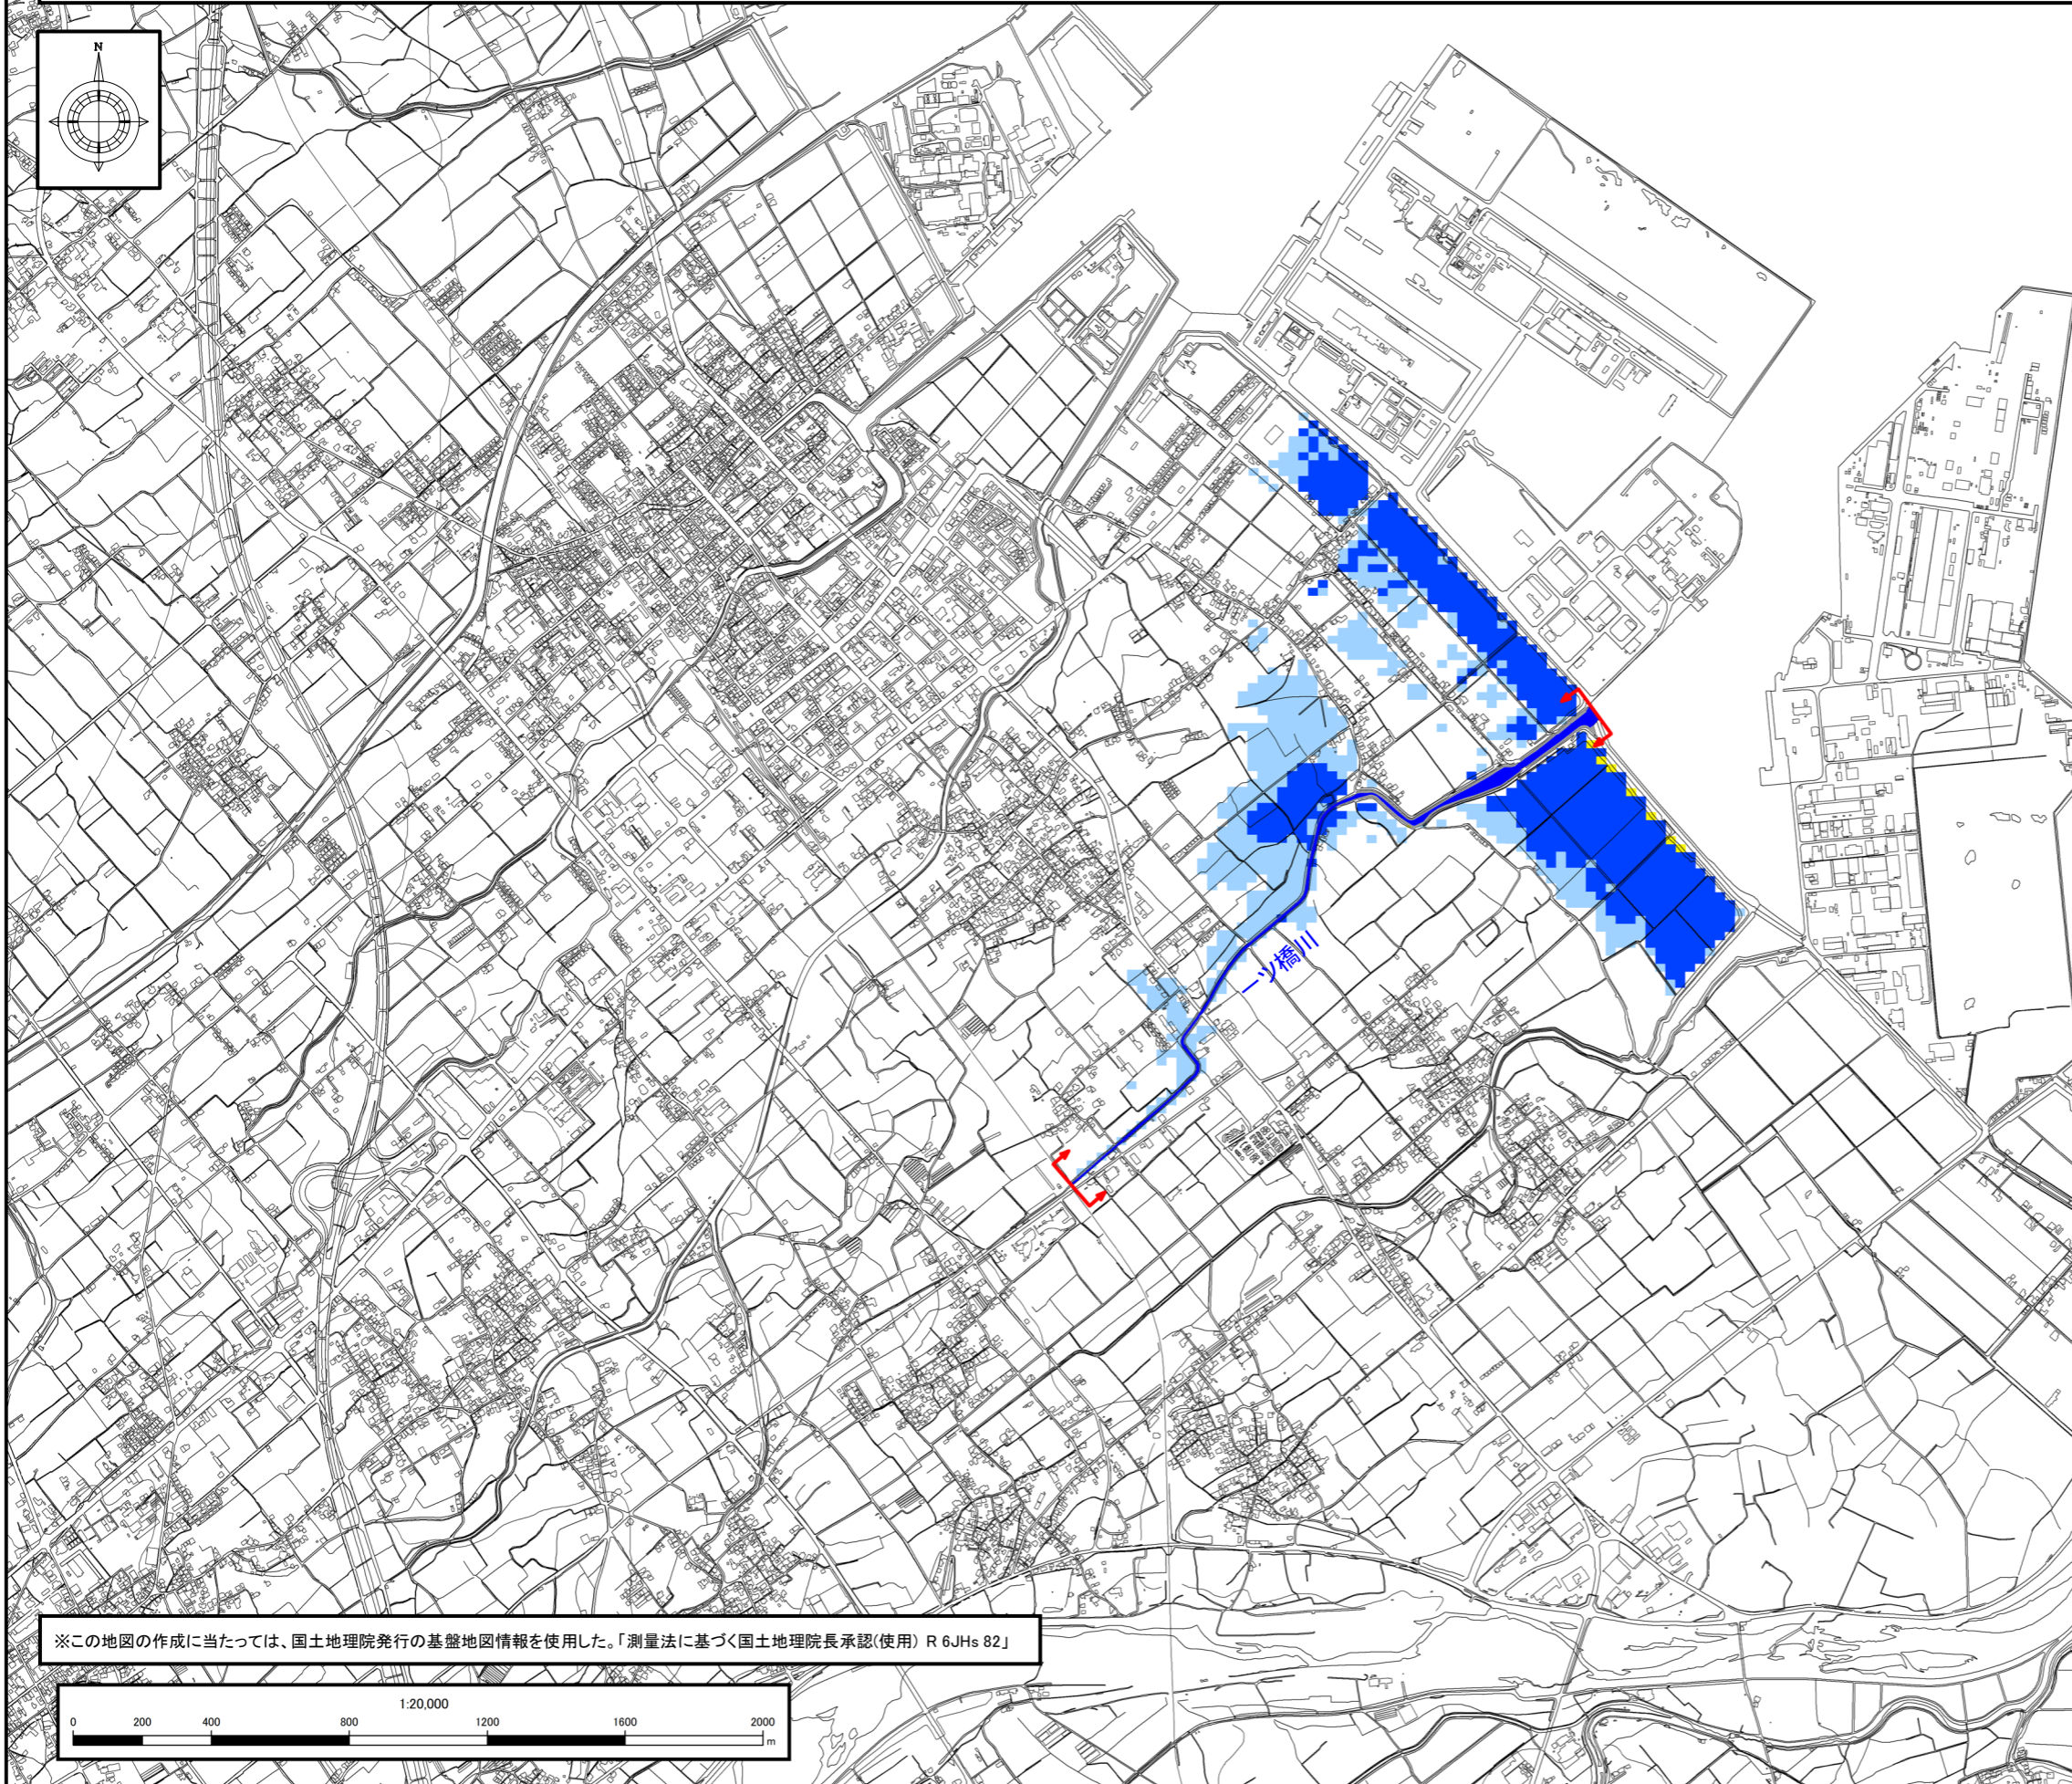 N
一ツ橋川
※この地図の作成に当たっては、国土地理院発行の基盤地図情報を使用した。「測量法に基づく国土地理院長承認(使用) R 6JHs 82」
1:20,000
0 200 400 800 1200 1600 2000
m